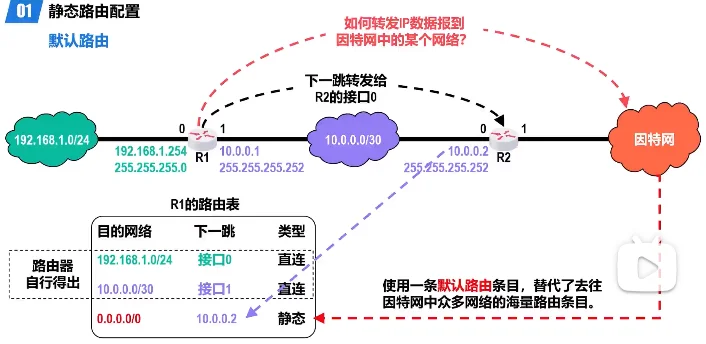 01 静态路由配置
默认路由
如何转发IP数据报到
因特网中的某个网络？
下一跳转发给
R2的接口0
192.168.1.0/24
0
1
R1
192.168.1.254
255.255.255.0
10.0.0.1
255.255.255.252
10.0.0.0/30
0
1
R2
10.0.0.2
255.255.255.252
因特网
R1的路由表
目的网络 下一跳 类型
路由器
自行得出
192.168.1.0/24 接口0 直连
10.0.0.0/30 接口1 直连
0.0.0.0/0 10.0.0.2 静态
使用一条默认路由条目，替代了去往
因特网中众多网络的海量路由条目。